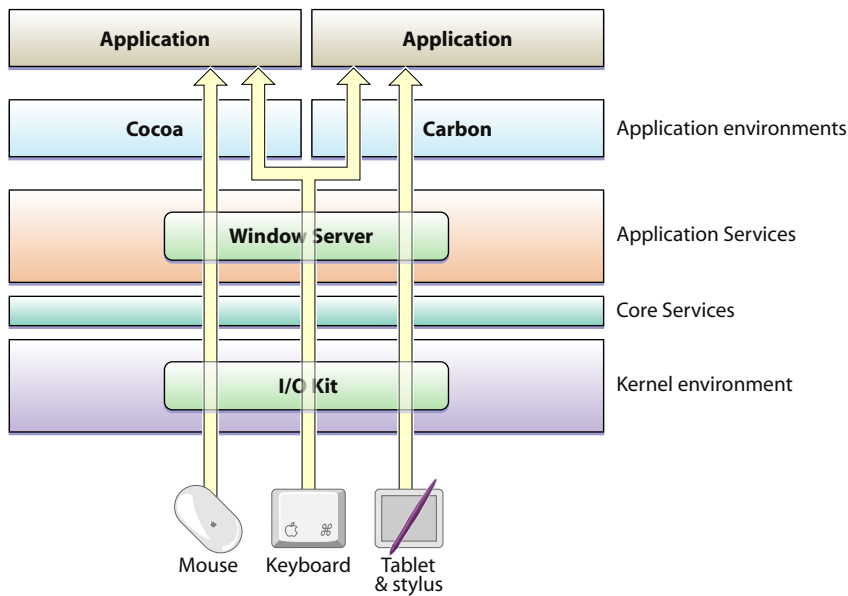 Application
Application
Cocoa
Carbon
Application environments
Window Server
Application Services
Core Services
I/O Kit
Kernel environment
⌘
Mouse
Keyboard
Tablet
& stylus